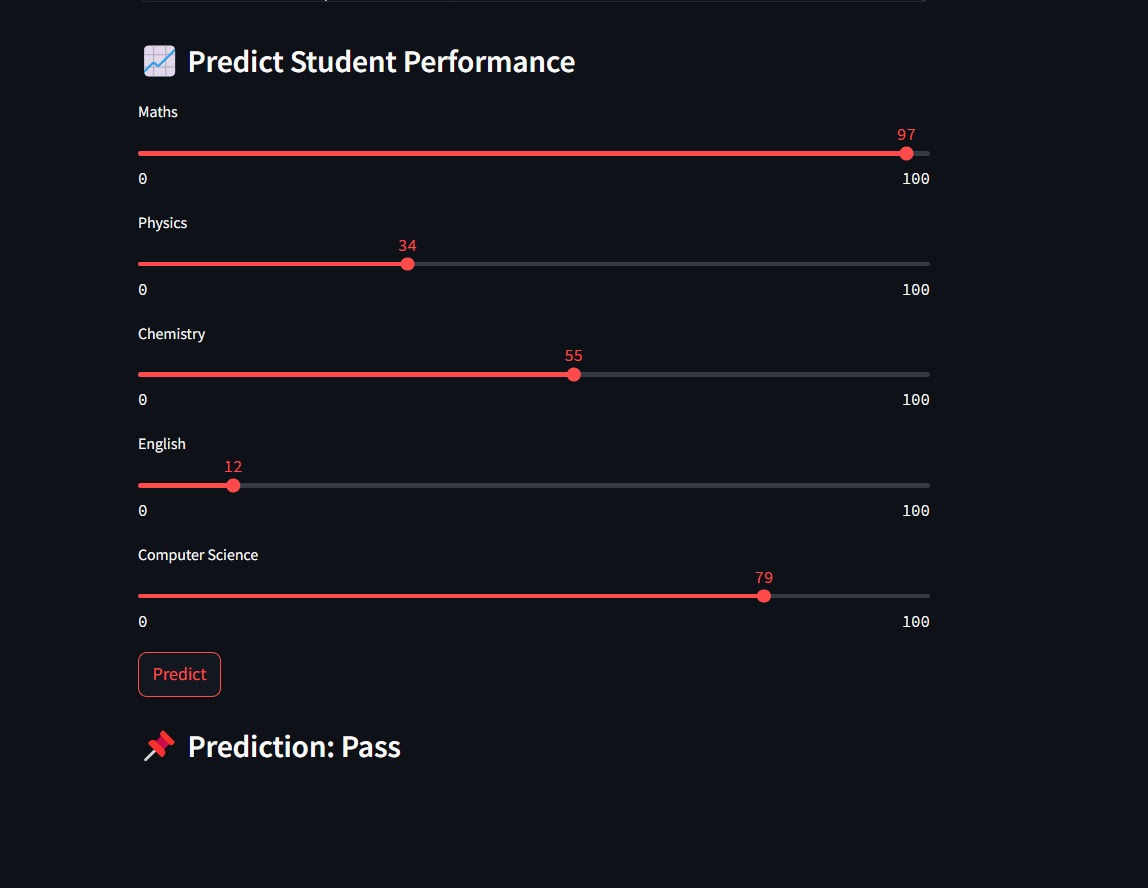 📈 Predict Student Performance
Maths
97
0 100
Physics
34
0 100
Chemistry
55
0 100
English
12
0 100
Computer Science
79
0 100
Predict
📌 Prediction: Pass